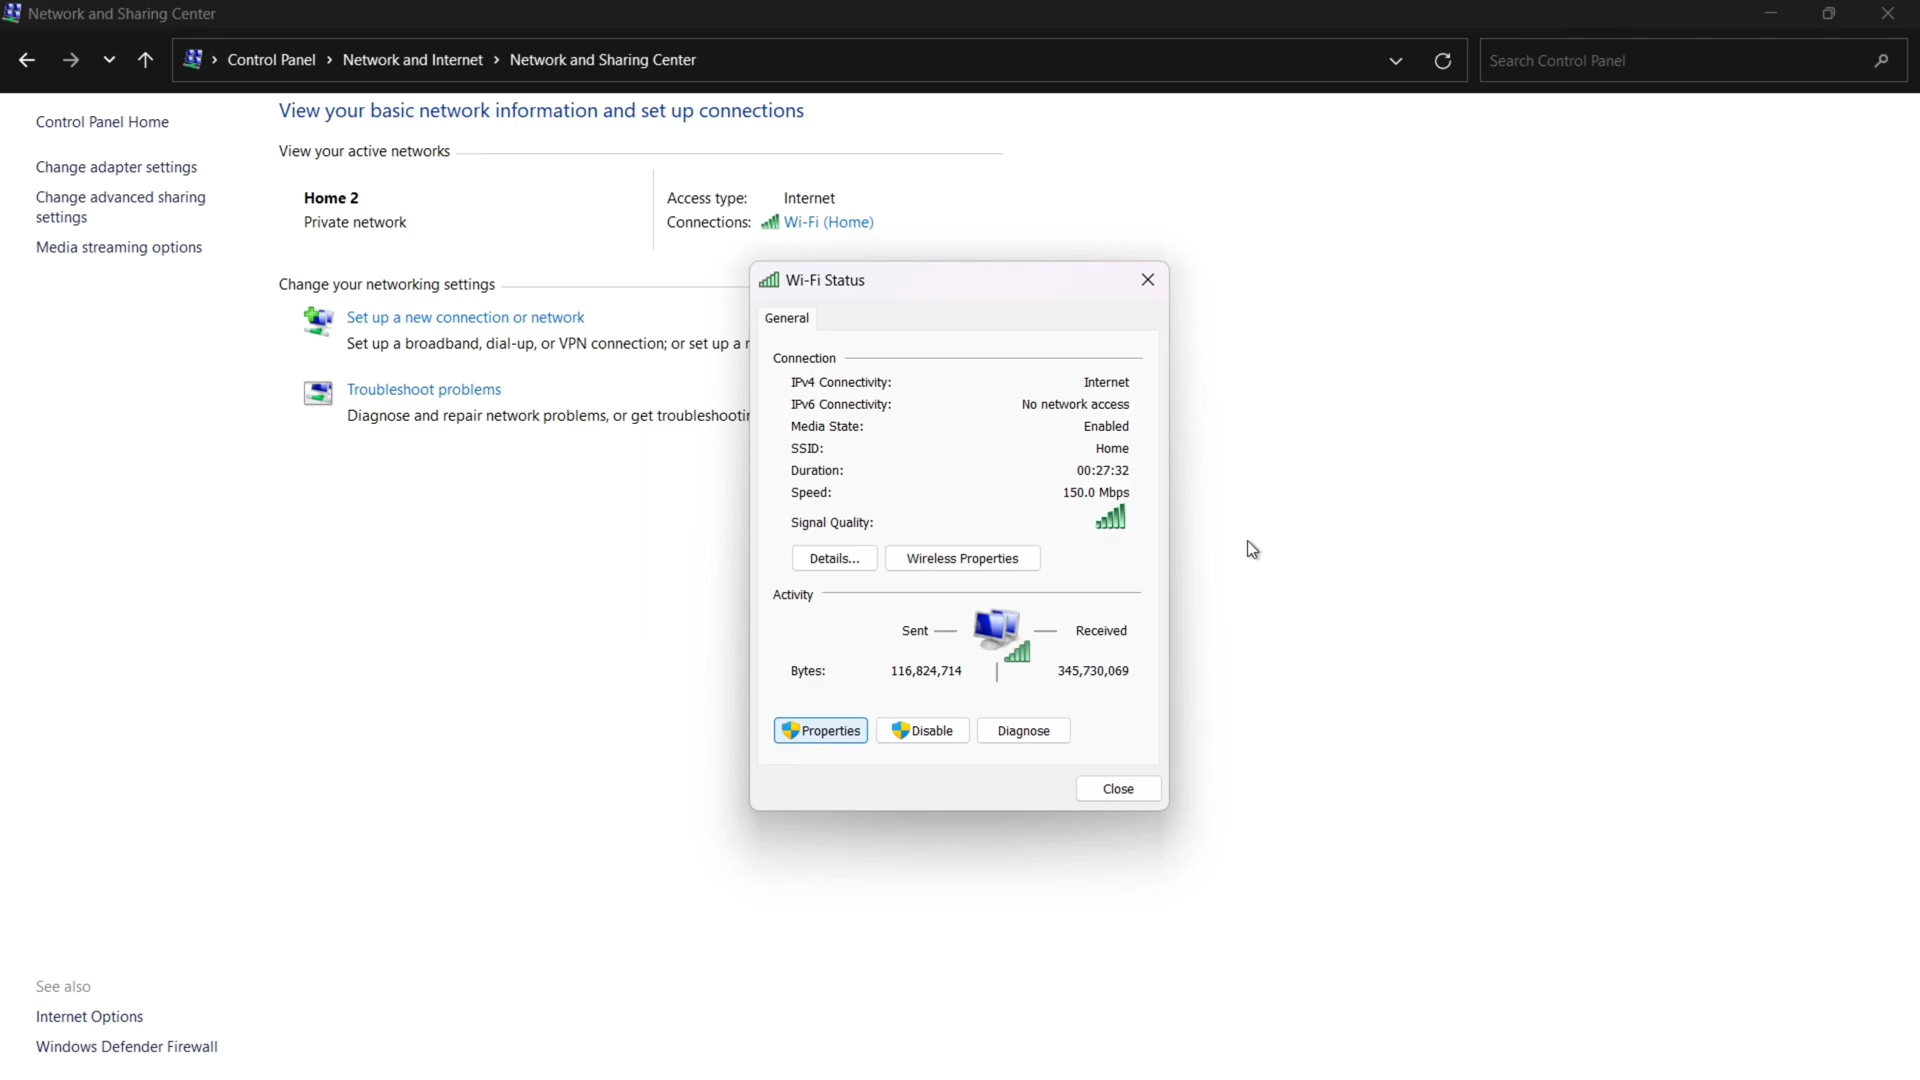 Network and Sharing Center
Control Panel › Network and Internet › Network and Sharing Center
Search Control Panel
Control Panel Home
Change adapter settings
Change advanced sharing
settings
Media streaming options
View your basic network information and set up connections
View your active networks
Home 2
Private network
Access type: Internet
Connections: Wi-Fi (Home)
Change your networking settings
Set up a new connection or network
Set up a broadband, dial-up, or VPN connection; or set up a
Troubleshoot problems
Diagnose and repair network problems, or get troubleshootin
Wi-Fi Status
General
Connection
IPv4 Connectivity: Internet
IPv6 Connectivity: No network access
Media State: Enabled
SSID: Home
Duration: 00:27:32
Speed: 150.0 Mbps
Signal Quality:
Details... Wireless Properties
Activity
Sent Received
Bytes: 116,824,714 345,730,069
Properties Disable Diagnose
Close
See also
Internet Options
Windows Defender Firewall